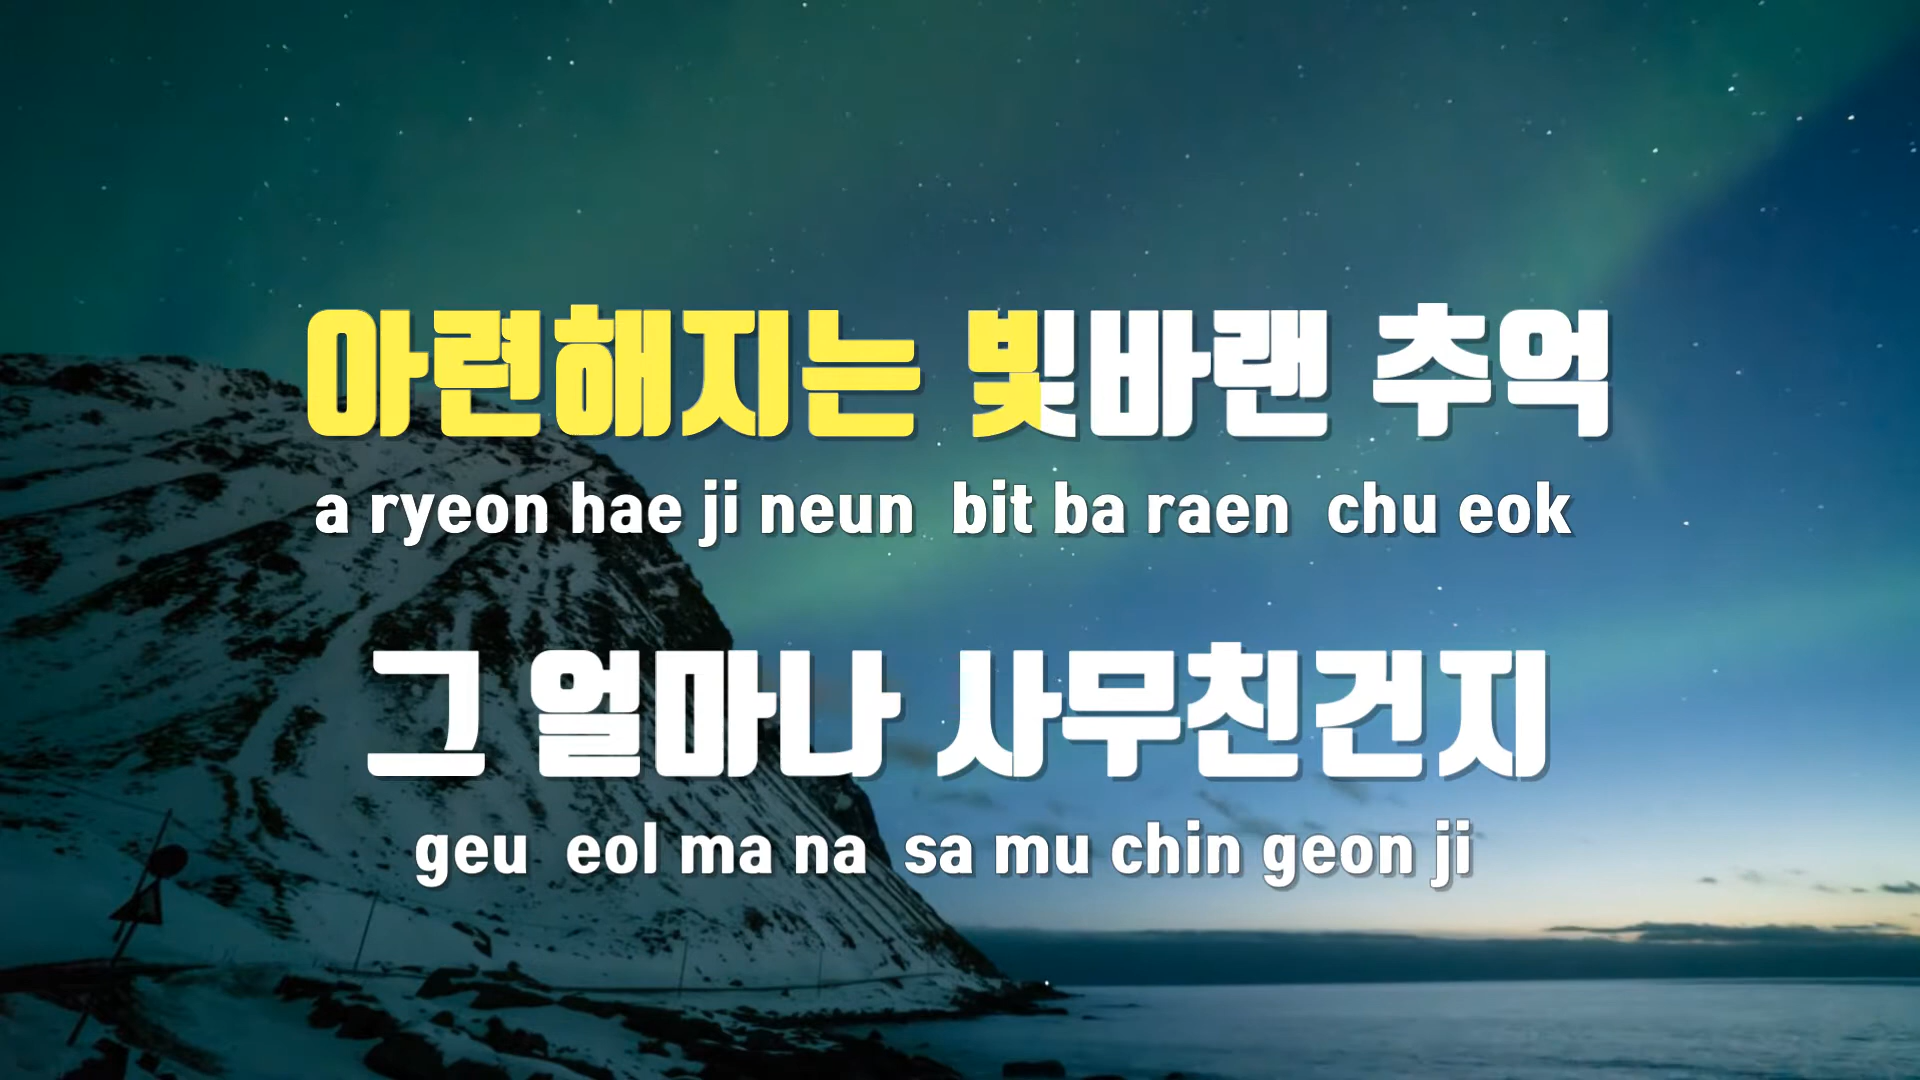 아련해지는 빛바랜 추억
a ryeon hae ji neun bit ba raen chu eok
그 얼마나 사무친건지
geu eol ma na sa mu chin geon ji